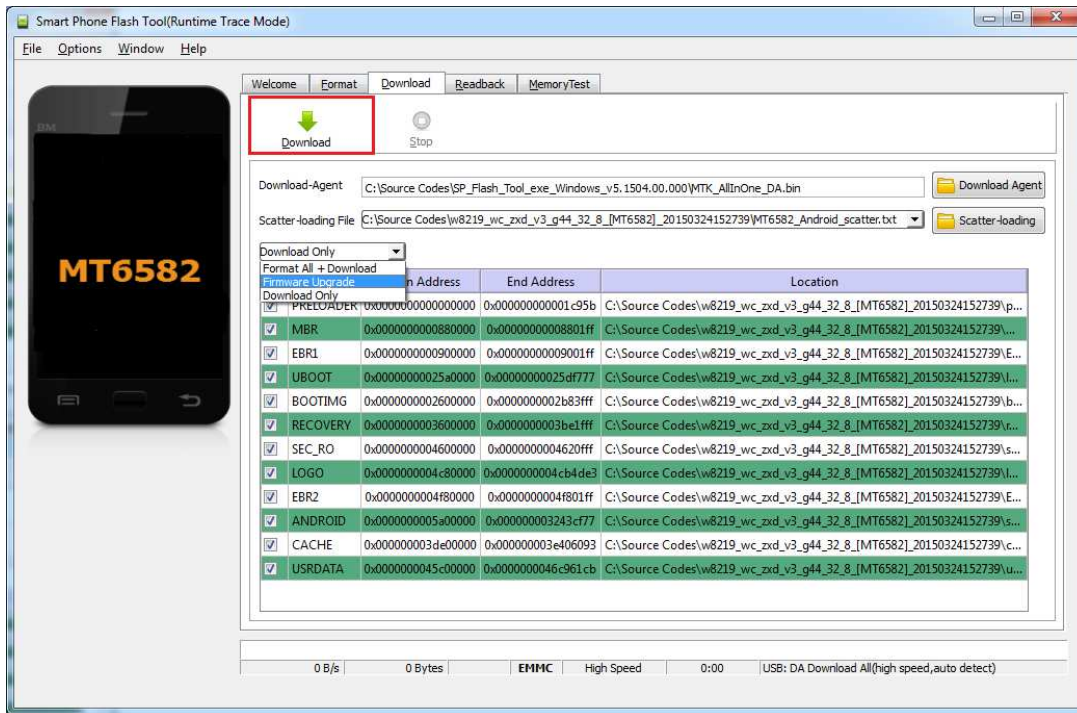 Smart Phone Flash Tool(Runtime Trace Mode)
File Options Window Help
Welcome Format Download Readback MemoryTest
Download Stop
BM
MT6582
Download-Agent C:\Source Codes\SP_Flash_Tool_exe_Windows_v5.1504.00.000\MTK_AllInOne_DA.bin Download Agent
Scatter-loading File C:\Source Codes\w8219_wc_zxd_v3_g44_32_8_[MT6582]_20150324152739\MT6582_Android_scatter.txt Scatter-loading
Download Only
Format All + Download
Firmware Upgrade
Download Only
n Address End Address Location
PRELOADER 0x0000000000000000 0x000000000001c95b C:\Source Codes\w8219_wc_zxd_v3_g44_32_8_[MT6582]_20150324152739\p...
MBR 0x0000000000880000 0x00000000008801ff C:\Source Codes\w8219_wc_zxd_v3_g44_32_8_[MT6582]_20150324152739\...
EBR1 0x0000000000900000 0x00000000009001ff C:\Source Codes\w8219_wc_zxd_v3_g44_32_8_[MT6582]_20150324152739\E...
UBOOT 0x00000000025a0000 0x00000000025df777 C:\Source Codes\w8219_wc_zxd_v3_g44_32_8_[MT6582]_20150324152739\l...
BOOTIMG 0x0000000002600000 0x0000000002b83fff C:\Source Codes\w8219_wc_zxd_v3_g44_32_8_[MT6582]_20150324152739\b...
RECOVERY 0x0000000003600000 0x0000000003be1fff C:\Source Codes\w8219_wc_zxd_v3_g44_32_8_[MT6582]_20150324152739\r...
SEC_RO 0x0000000004600000 0x0000000004620fff C:\Source Codes\w8219_wc_zxd_v3_g44_32_8_[MT6582]_20150324152739\s...
LOGO 0x0000000004c80000 0x0000000004cb4de3 C:\Source Codes\w8219_wc_zxd_v3_g44_32_8_[MT6582]_20150324152739\l...
EBR2 0x0000000004f80000 0x0000000004f801ff C:\Source Codes\w8219_wc_zxd_v3_g44_32_8_[MT6582]_20150324152739\E...
ANDROID 0x0000000005a00000 0x000000003243cf77 C:\Source Codes\w8219_wc_zxd_v3_g44_32_8_[MT6582]_20150324152739\s...
CACHE 0x000000003de00000 0x000000003e406093 C:\Source Codes\w8219_wc_zxd_v3_g44_32_8_[MT6582]_20150324152739\c...
USRDATA 0x0000000045c00000 0x0000000046c961cb C:\Source Codes\w8219_wc_zxd_v3_g44_32_8_[MT6582]_20150324152739\u...
0 B/s 0 Bytes EMMC High Speed 0:00 USB: DA Download All(high speed,auto detect)